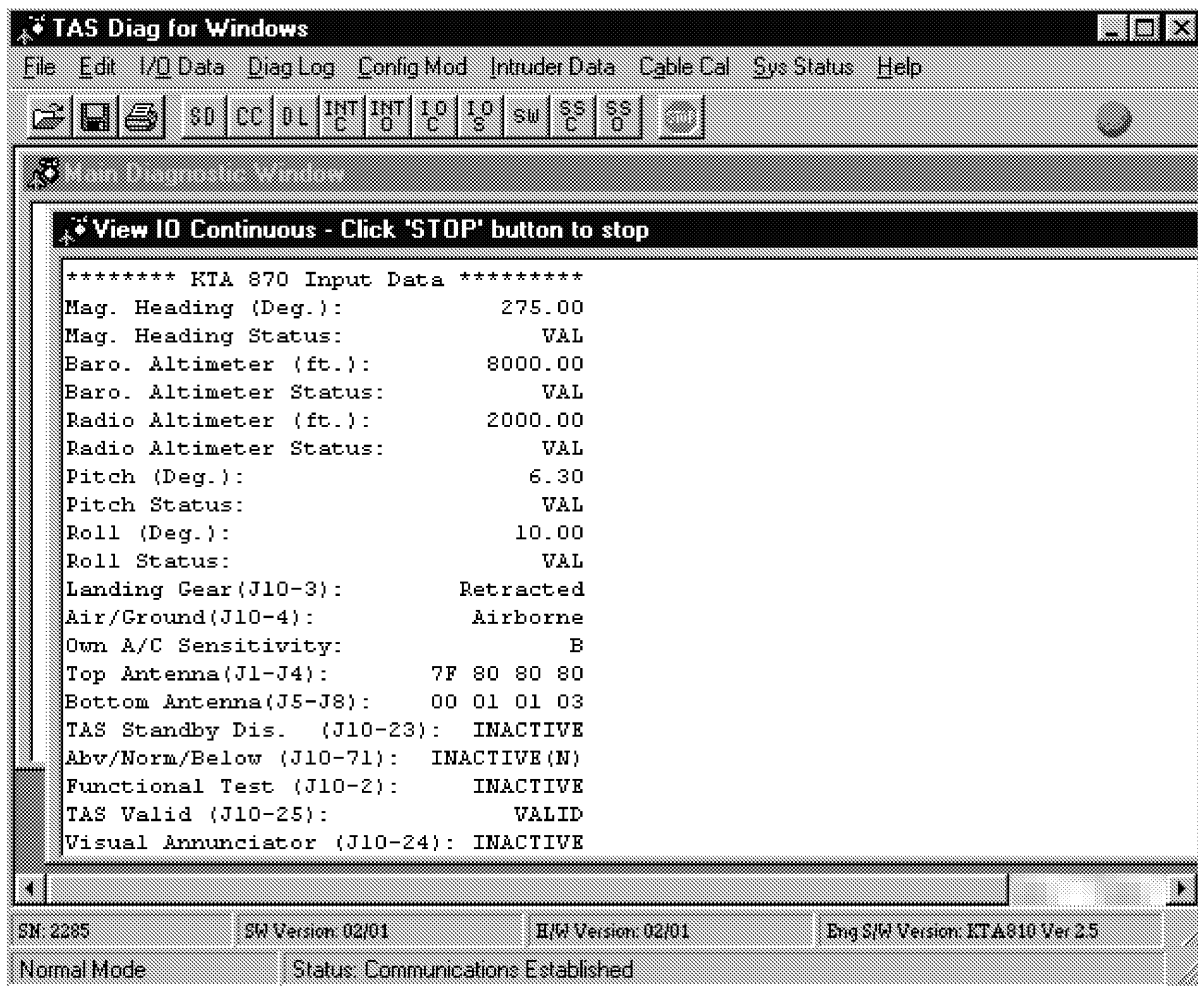 TAS Diag for Windows
File Edit I/O Data Diag Log Config Mod Intruder Data Cable Cal Sys Status Help
SD CC DL INT C INT O IO C IO S SW SS C SS O STOP
Main Diagnostic Window
View IO Continuous - Click 'STOP' button to stop
******** KTA 870 Input Data *********
Mag. Heading (Deg.): 275.00
Mag. Heading Status: VAL
Baro. Altimeter (ft.): 8000.00
Baro. Altimeter Status: VAL
Radio Altimeter (ft.): 2000.00
Radio Altimeter Status: VAL
Pitch (Deg.): 6.30
Pitch Status: VAL
Roll (Deg.): 10.00
Roll Status: VAL
Landing Gear(J10-3): Retracted
Air/Ground(J10-4): Airborne
Own A/C Sensitivity: B
Top Antenna(J1-J4): 7F 80 80 80
Bottom Antenna(J5-J8): 00 01 01 03
TAS Standby Dis. (J10-23): INACTIVE
Abv/Norm/Below (J10-71): INACTIVE(N)
Functional Test (J10-2): INACTIVE
TAS Valid (J10-25): VALID
Visual Annunciator (J10-24): INACTIVE
SN: 2285 SW Version: 02/01 H/W Version: 02/01 Eng S/W Version: KTA810 Ver 2.5
Normal Mode Status: Communications Established